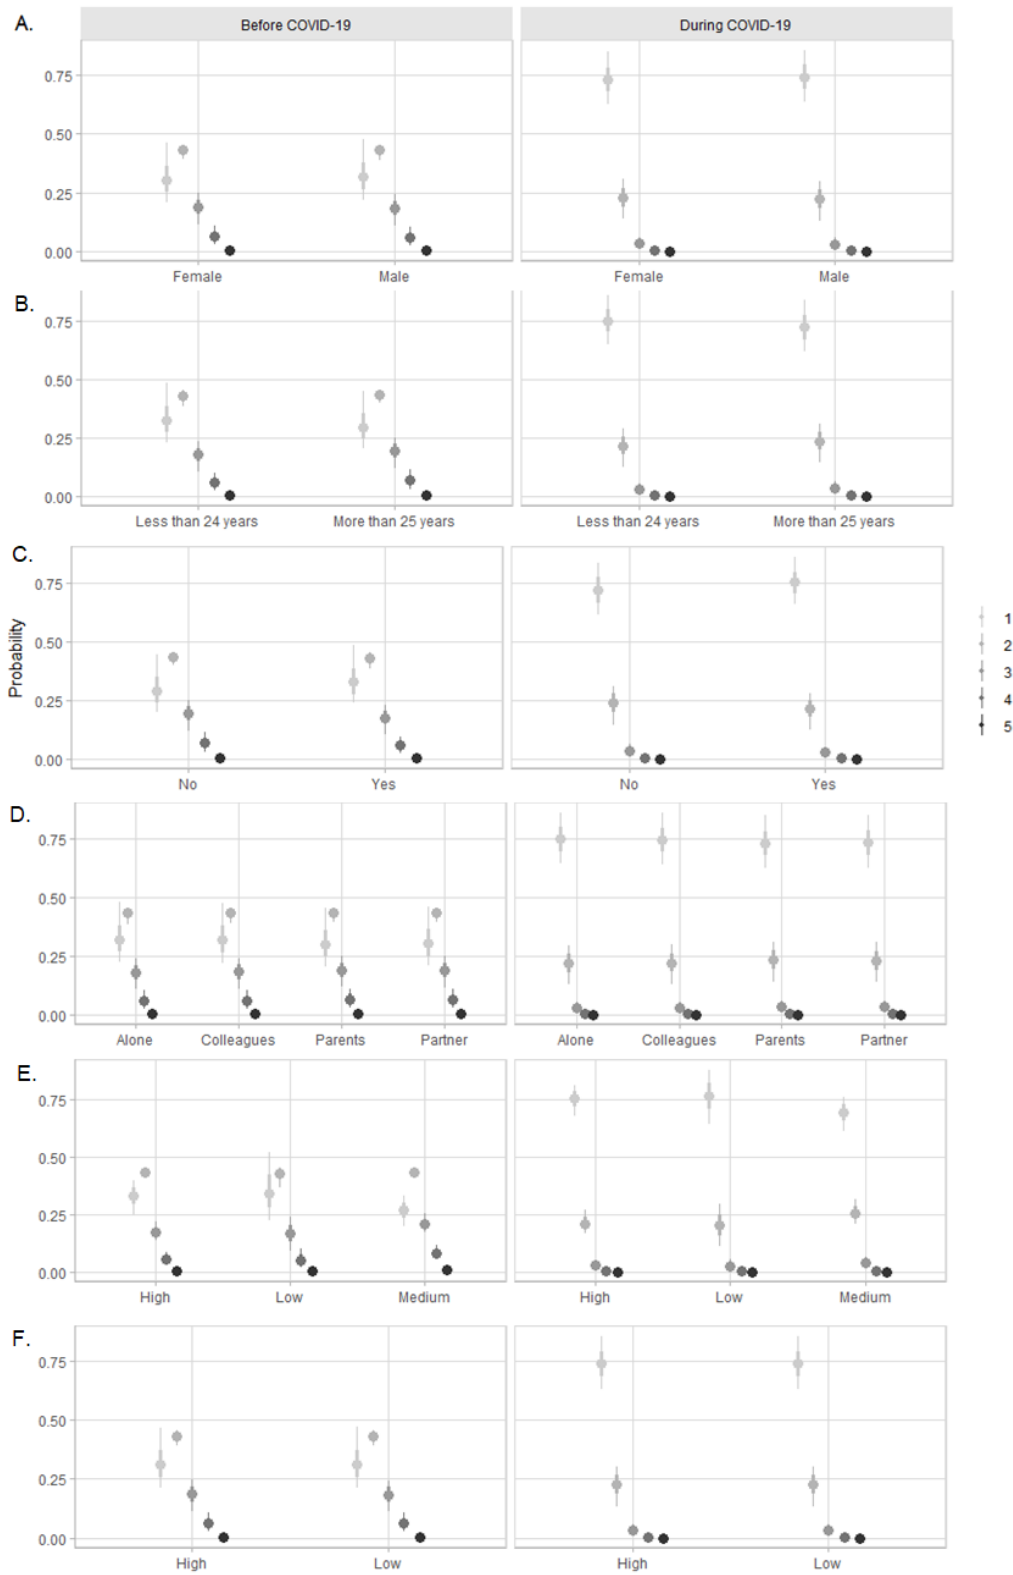 A.
Before COVID-19 During COVID-19
0.75
0.50
0.25
0.00
Female Male Female Male
B.
0.75
0.50
0.25
0.00
Less than 24 years More than 25 years Less than 24 years More than 25 years
C.
Probability
0.75
0.50
0.25
0.00
No Yes No Yes
1
2
3
4
5
D.
0.75
0.50
0.25
0.00
Alone Colleagues Parents Partner Alone Colleagues Parents Partner
E.
0.75
0.50
0.25
0.00
High Low Medium High Low Medium
F.
0.75
0.50
0.25
0.00
High Low High Low